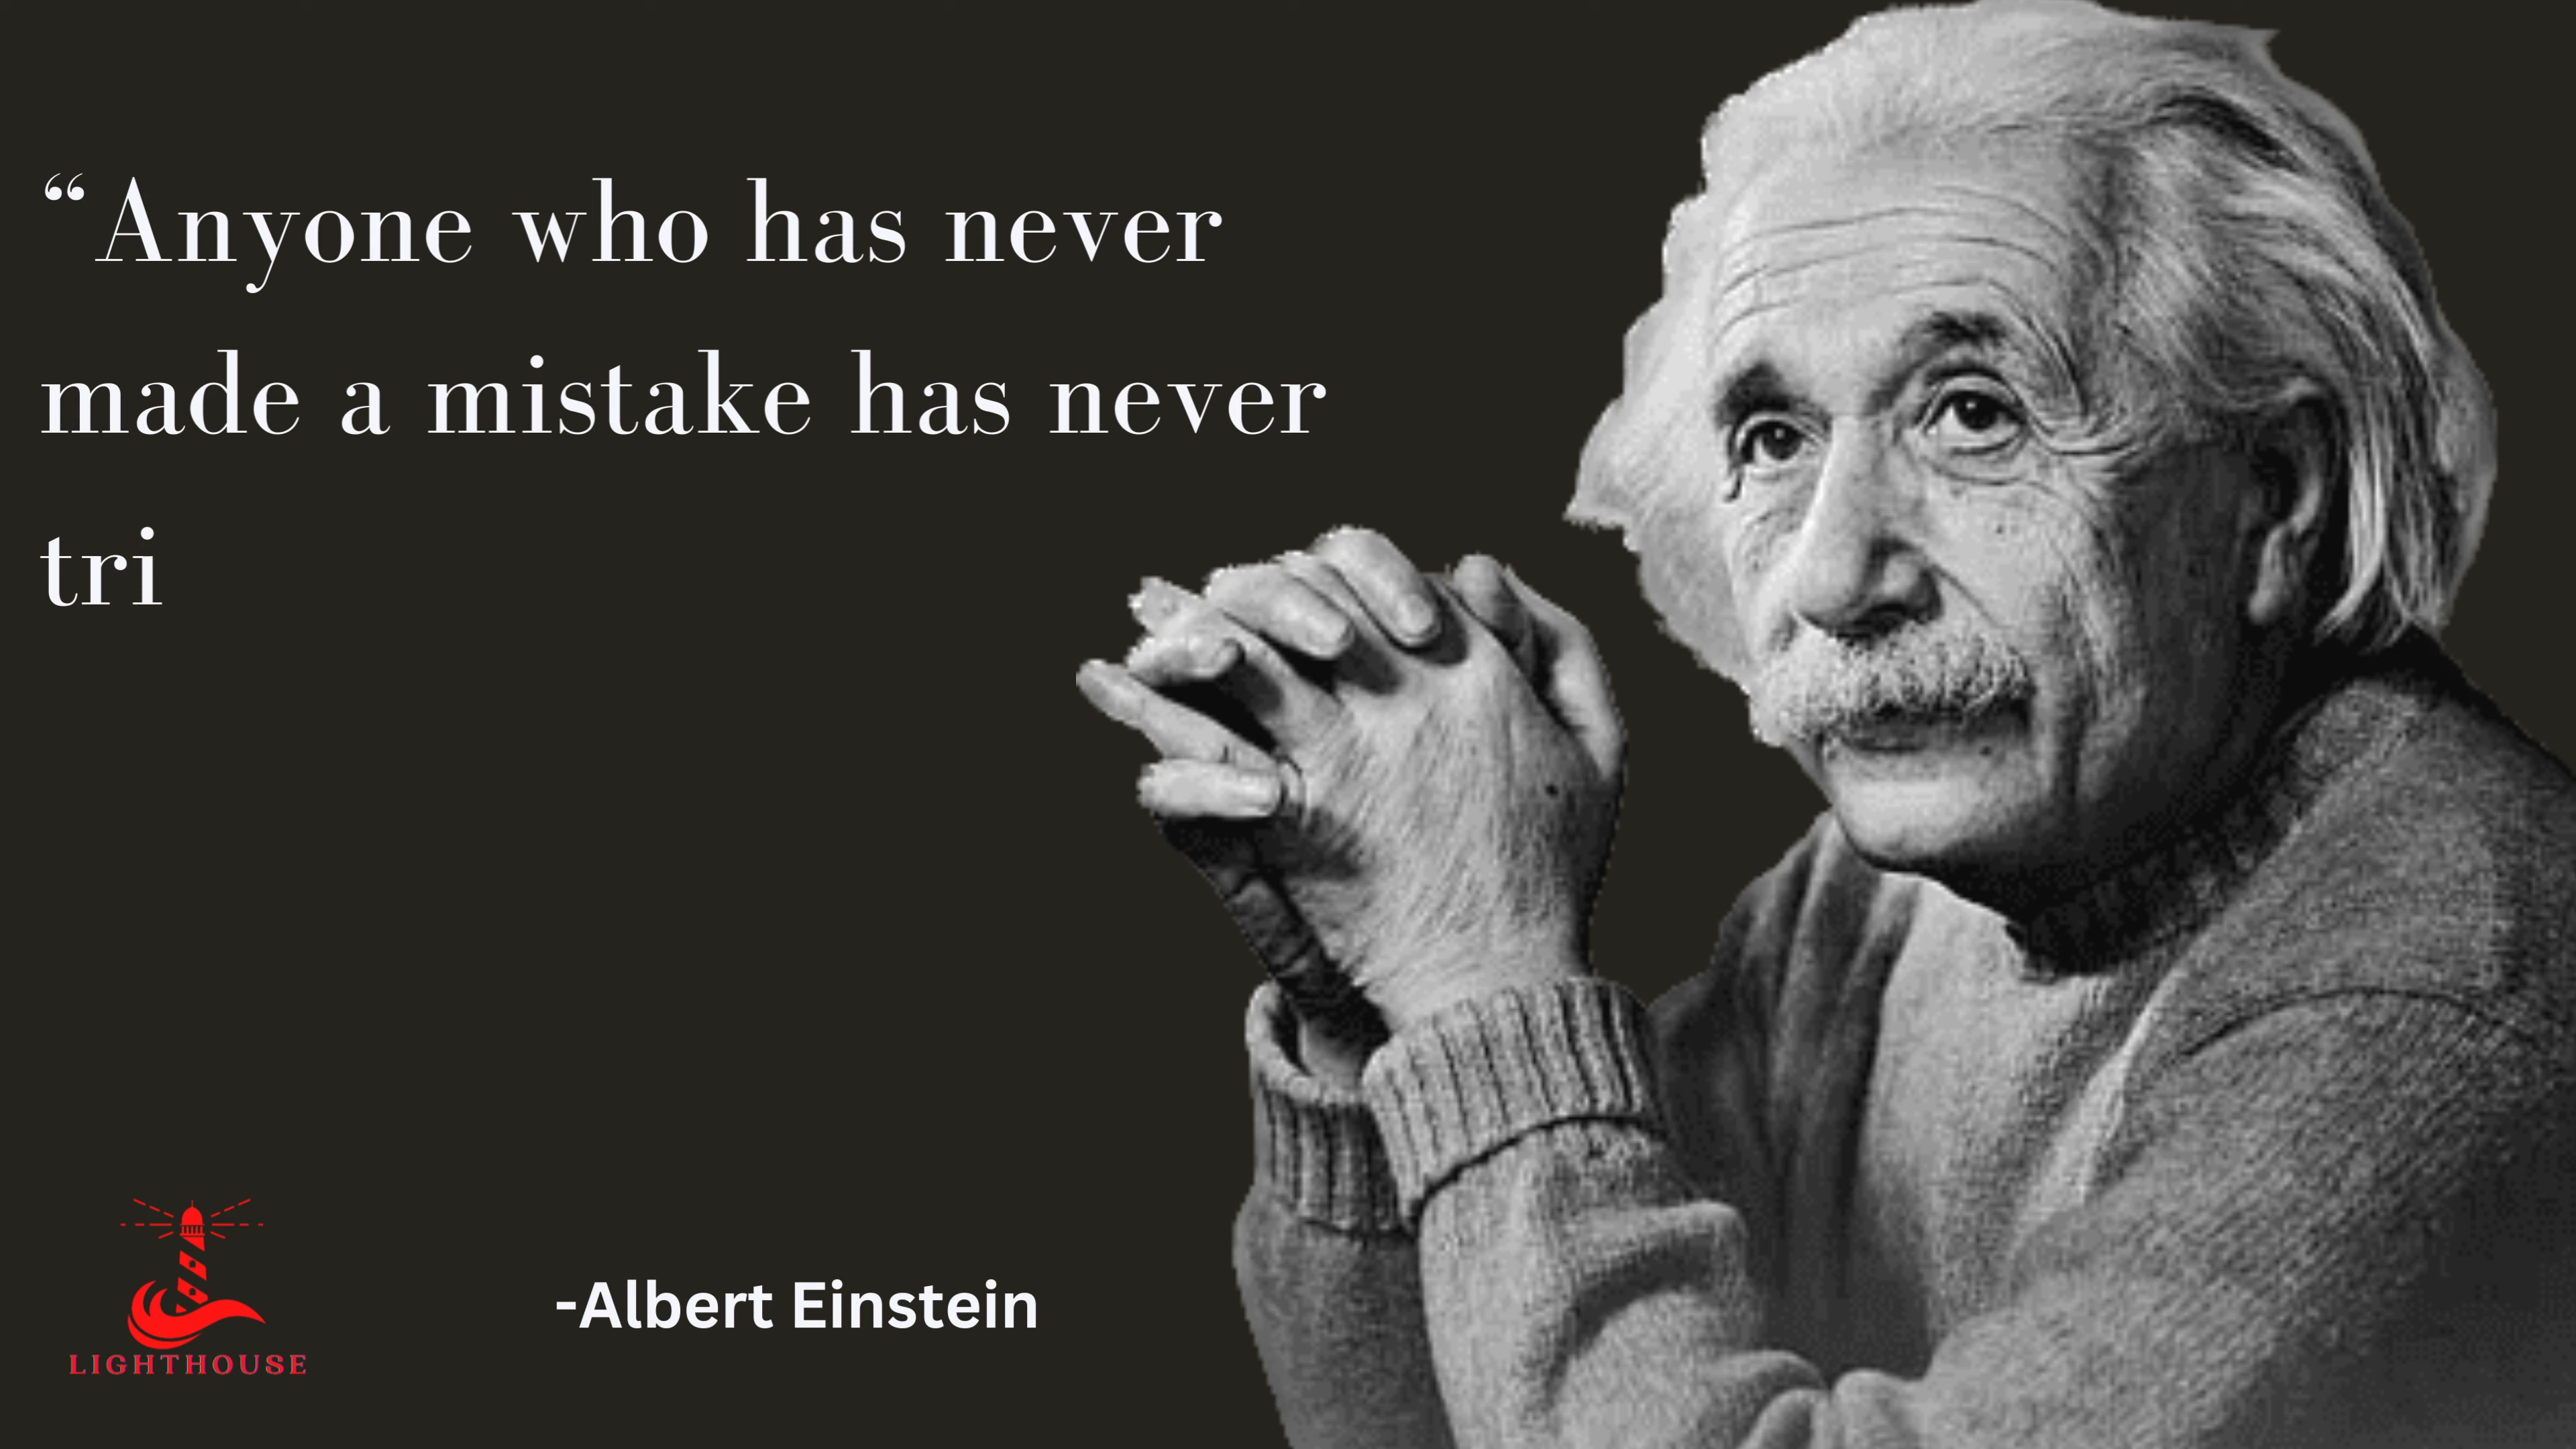 “Anyone who has never
made a mistake has never
tri
-Albert Einstein
LIGHTHOUSE